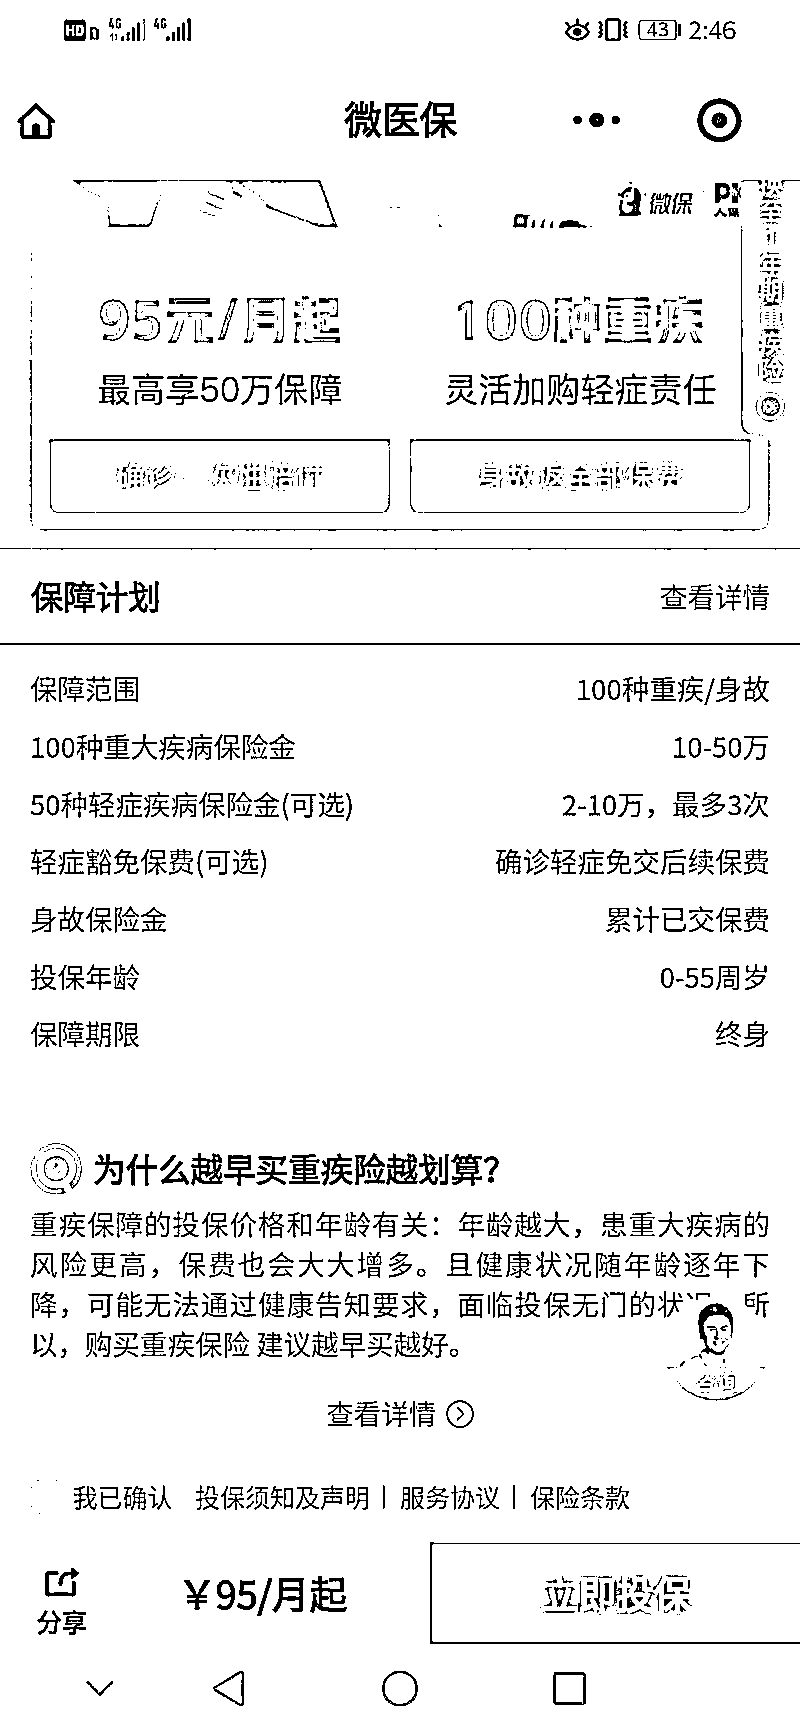 HD 4G 4G 43 2:46
微医保
微保
人保
95元/月起 100种重疾
最高享50万保障 灵活加购轻症责任
身故返全部保费
保障计划 查看详情
保障范围 100种重疾/身故
100种重大疾病保险金 10-50万
50种轻症疾病保险金(可选) 2-10万，最多3次
轻症豁免保费(可选) 确诊轻症免交后续保费
身故保险金 累计已交保费
投保年龄 0-55周岁
保障期限 终身
为什么越早买重疾险越划算?
重疾保障的投保价格和年龄有关：年龄越大，患重大疾病的
风险更高，保费也会大大增多。且健康状况随年龄逐年下
降，可能无法通过健康告知要求，面临投保无门的状 所
以，购买重疾保险 建议越早买越好。
查看详情
我已确认 投保须知及声明 | 服务协议 | 保险条款
分享 ￥95/月起 立即投保